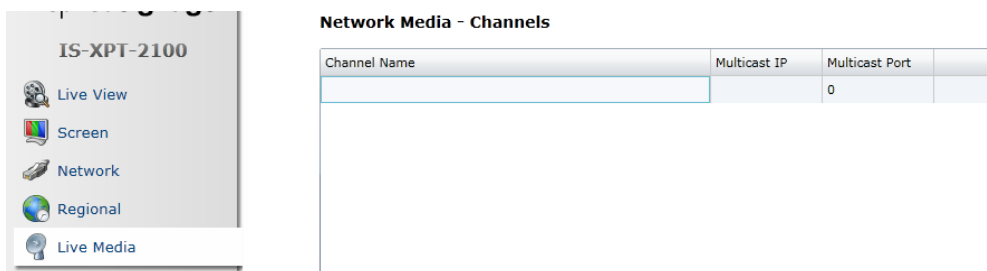 IS-XPT-2100
Live View
Screen
Network
Regional
Live Media
Network Media - Channels
Channel Name Multicast IP Multicast Port
0